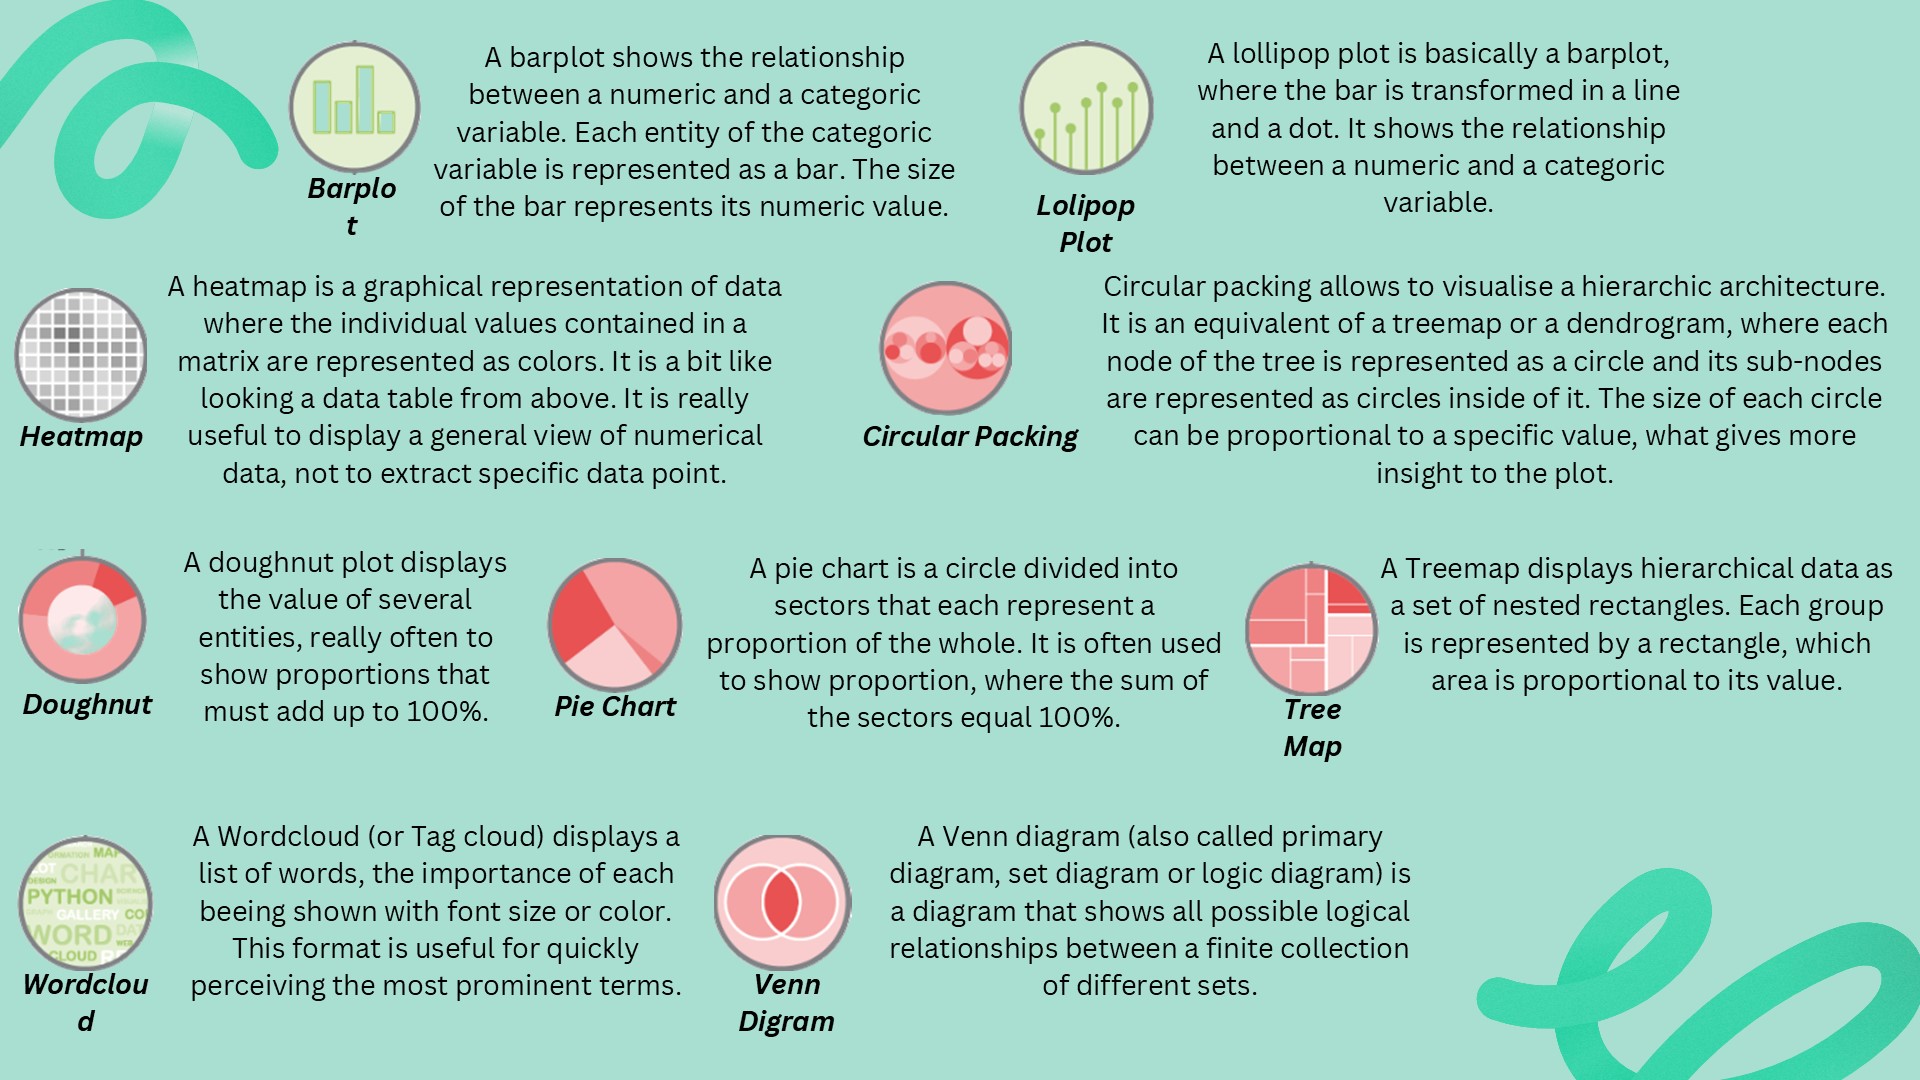 A barplot shows the relationship
between a numeric and a categoric
variable. Each entity of the categoric
variable is represented as a bar. The size
of the bar represents its numeric value.
Barplo
t
A lollipop plot is basically a barplot,
where the bar is transformed in a line
and a dot. It shows the relationship
between a numeric and a categoric
variable.
Lolipop
Plot
A heatmap is a graphical representation of data
where the individual values contained in a
matrix are represented as colors. It is a bit like
looking a data table from above. It is really
useful to display a general view of numerical
data, not to extract specific data point.
Heatmap
Circular packing allows to visualise a hierarchic architecture.
It is an equivalent of a treemap or a dendrogram, where each
node of the tree is represented as a circle and its sub-nodes
are represented as circles inside of it. The size of each circle
can be proportional to a specific value, what gives more
insight to the plot.
Circular Packing
A doughnut plot displays
the value of several
entities, really often to
show proportions that
must add up to 100%.
Doughnut
A pie chart is a circle divided into
sectors that each represent a
proportion of the whole. It is often used
to show proportion, where the sum of
the sectors equal 100%.
Pie Chart
A Treemap displays hierarchical data as
a set of nested rectangles. Each group
is represented by a rectangle, which
area is proportional to its value.
Tree
Map
A Wordcloud (or Tag cloud) displays a
list of words, the importance of each
beeing shown with font size or color.
This format is useful for quickly
perceiving the most prominent terms.
MAP
CHAR
DESIGN
PYTHON
GALLERY CO
WORD DAT
WEB
CLOUD
Wordclou
d
A Venn diagram (also called primary
diagram, set diagram or logic diagram) is
a diagram that shows all possible logical
relationships between a finite collection
of different sets.
Venn
Digram